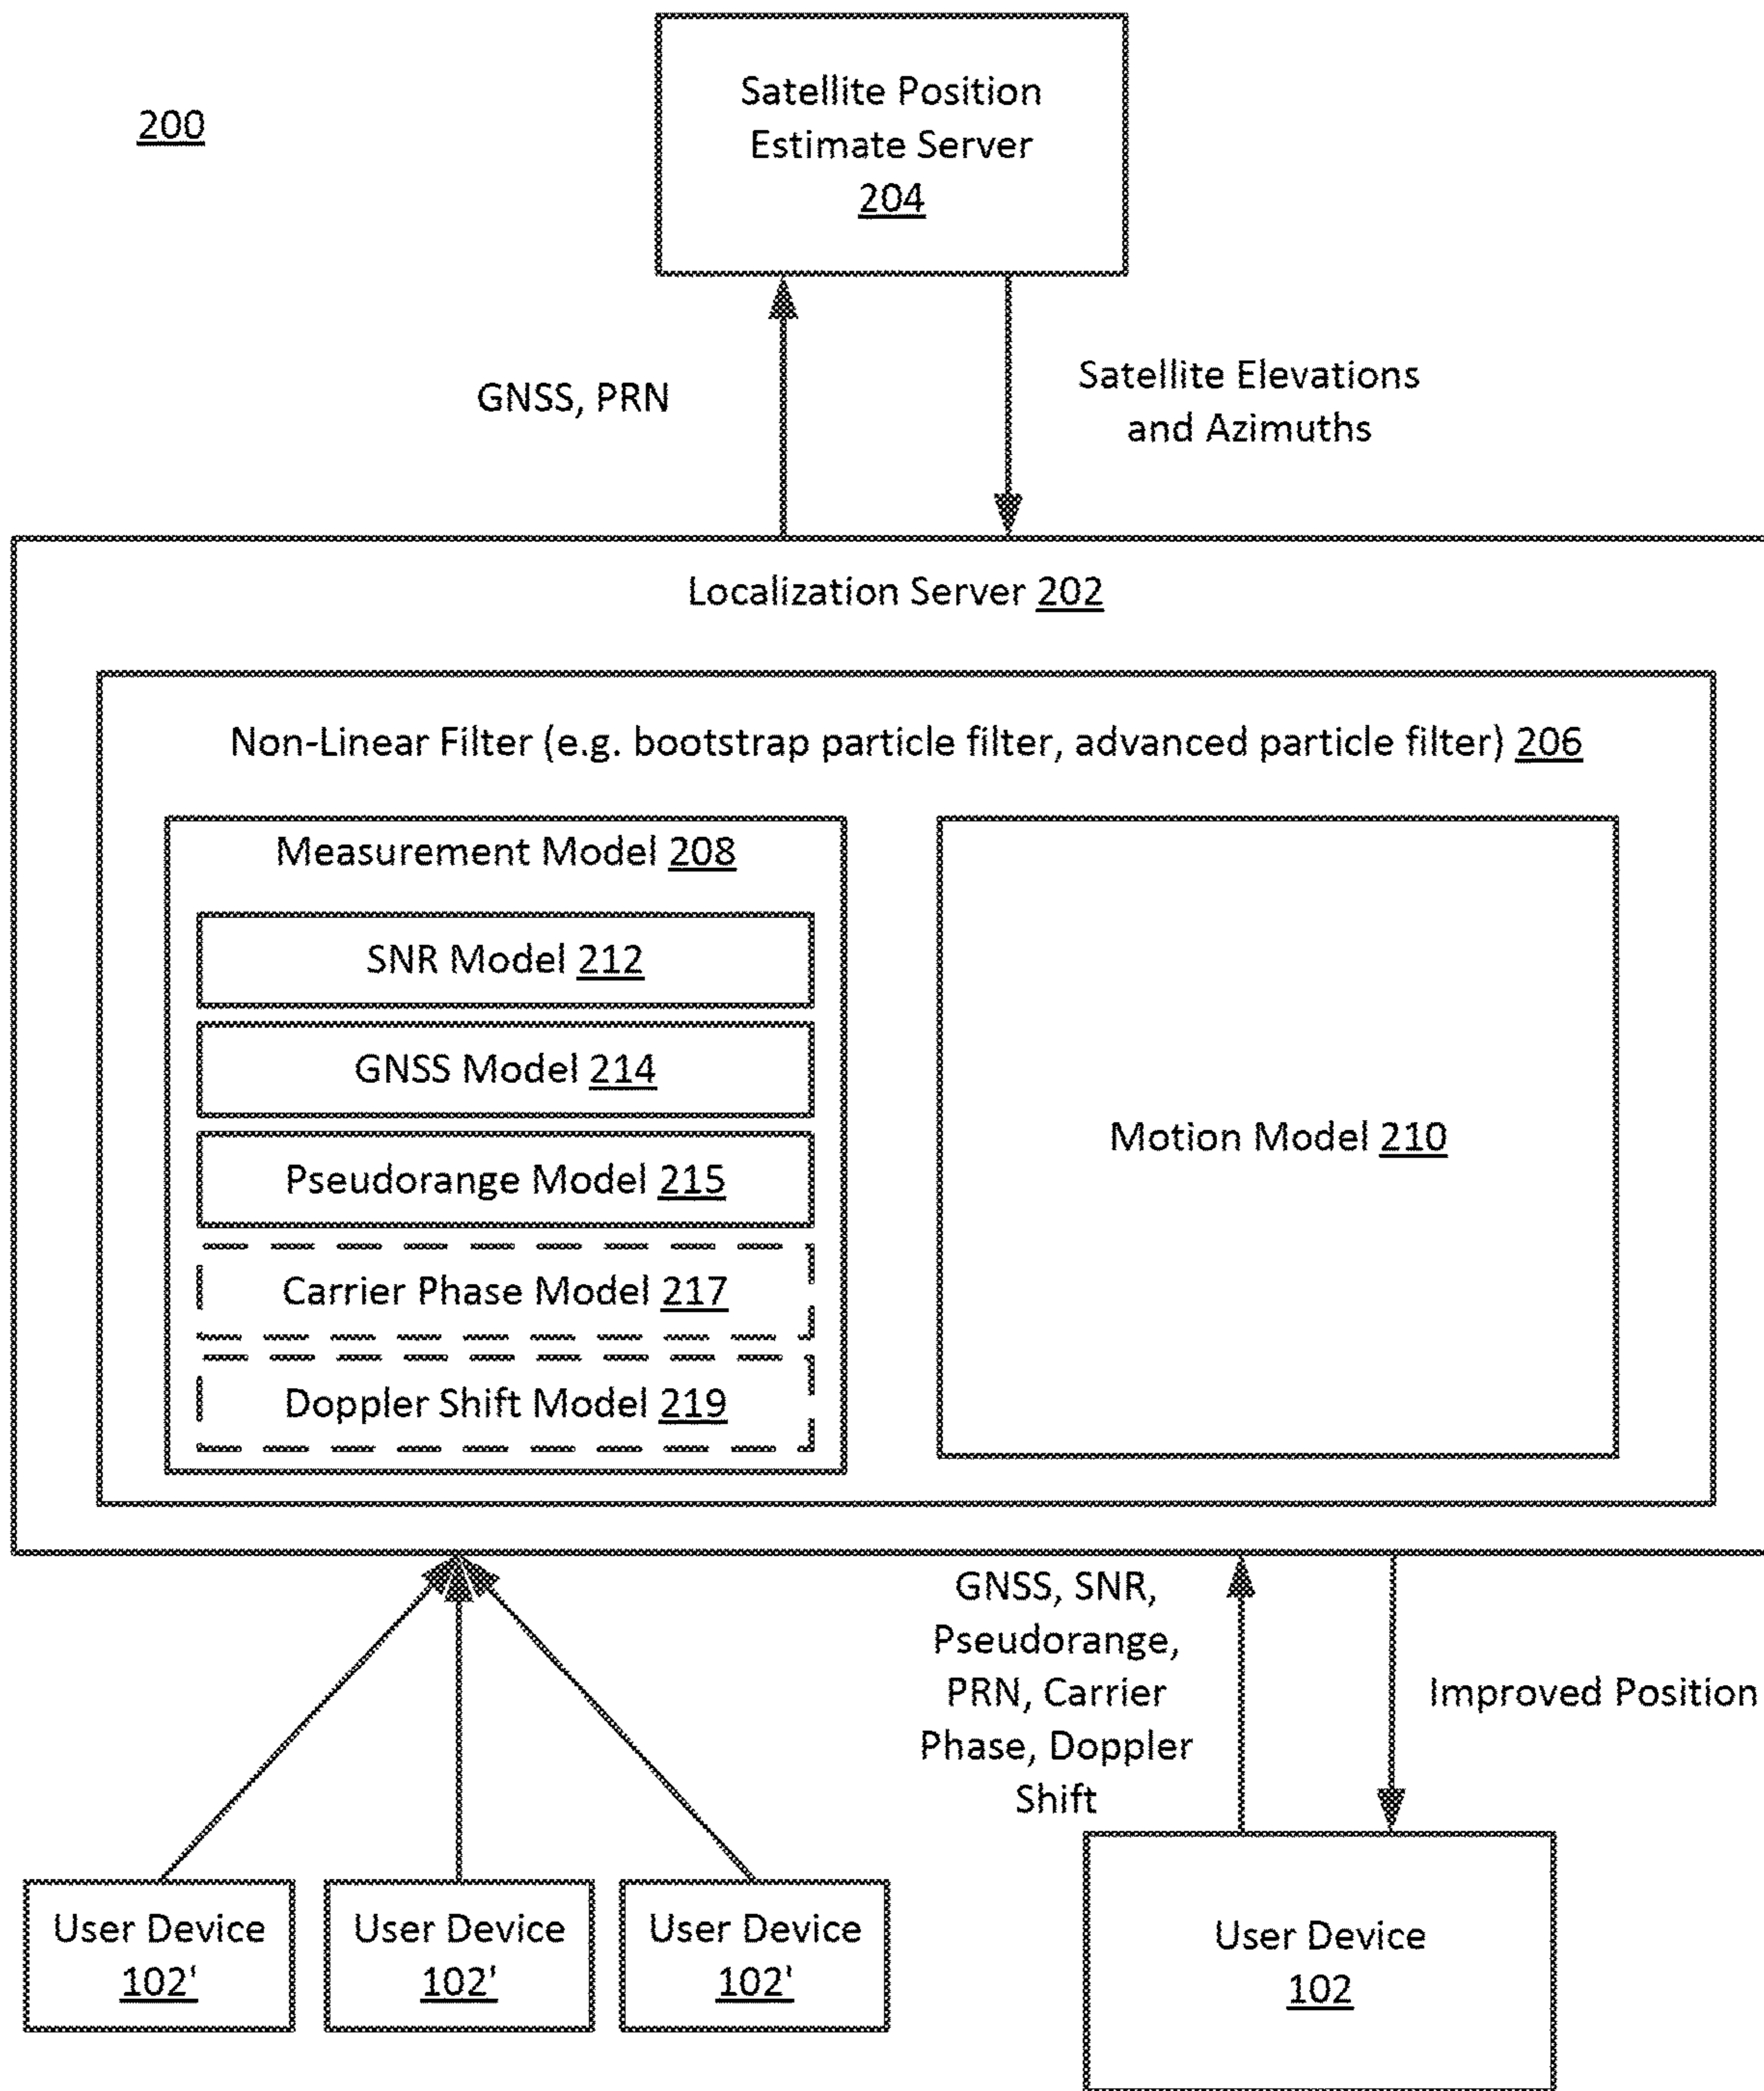 200
Satellite Position
Estimate Server
204
GNSS, PRN
Satellite Elevations
and Azimuths
Localization Server 202
Non-Linear Filter (e.g. bootstrap particle filter, advanced particle filter) 206
Measurement Model 208
SNR Model 212
GNSS Model 214
Pseudorange Model 215
Carrier Phase Model 217
Doppler Shift Model 219
Motion Model 210
GNSS, SNR,
Pseudorange,
PRN, Carrier
Phase, Doppler
Shift
Improved Position
User Device
102'
User Device
102'
User Device
102'
User Device
102